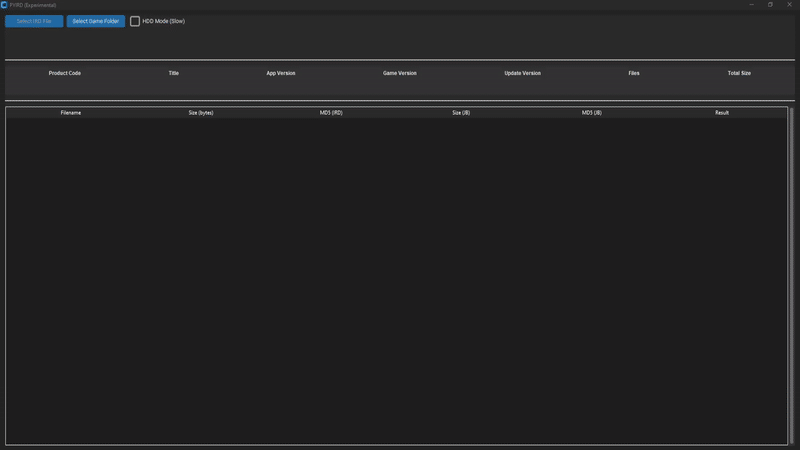 PYIRD (Experimental)
Select IRD File Select Game Folder HDD Mode (Slow)
Product Code Title App Version Game Version Update Version Files Total Size
Filename Size (bytes) MD5 (IRD) Size (JB) MD5 (JB) Result